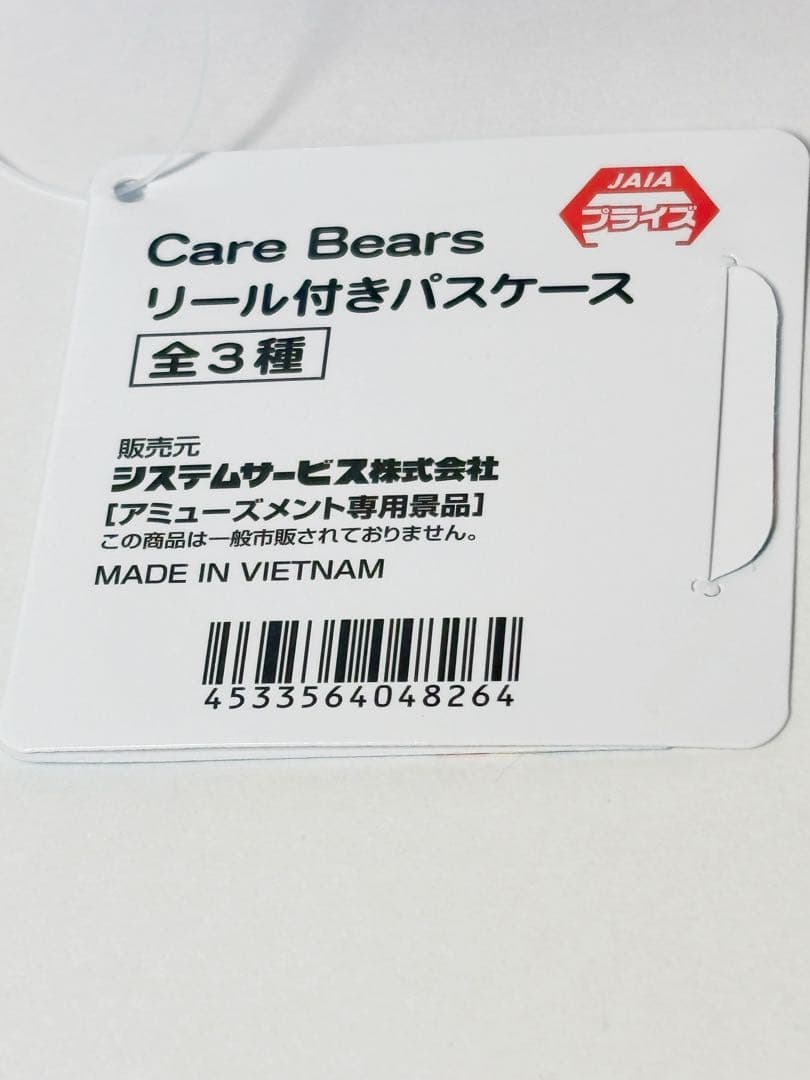 JAIA
プライズ
Care Bears
リール付きパスケース
全3種
販売元
システムサービス株式会社
[アミューズメント専用景品]
この商品は一般市販されておりません。
MADE IN VIETNAM
4533564048264